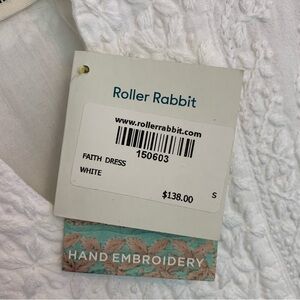 Roller Rabbit
www.rollerrabbit.com
150603
FAITH DRESS
WHITE
$138.00 S
HAND EMBROIDERY